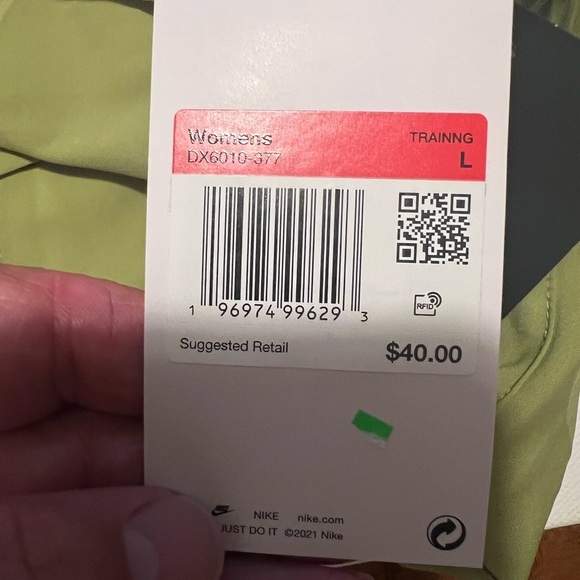 Womens
TRAINNG
DX6010-377
L
1 96974 99629 3
RFID
Suggested Retail
$40.00
NIKE nike.com
JUST DO IT ©2021 Nike